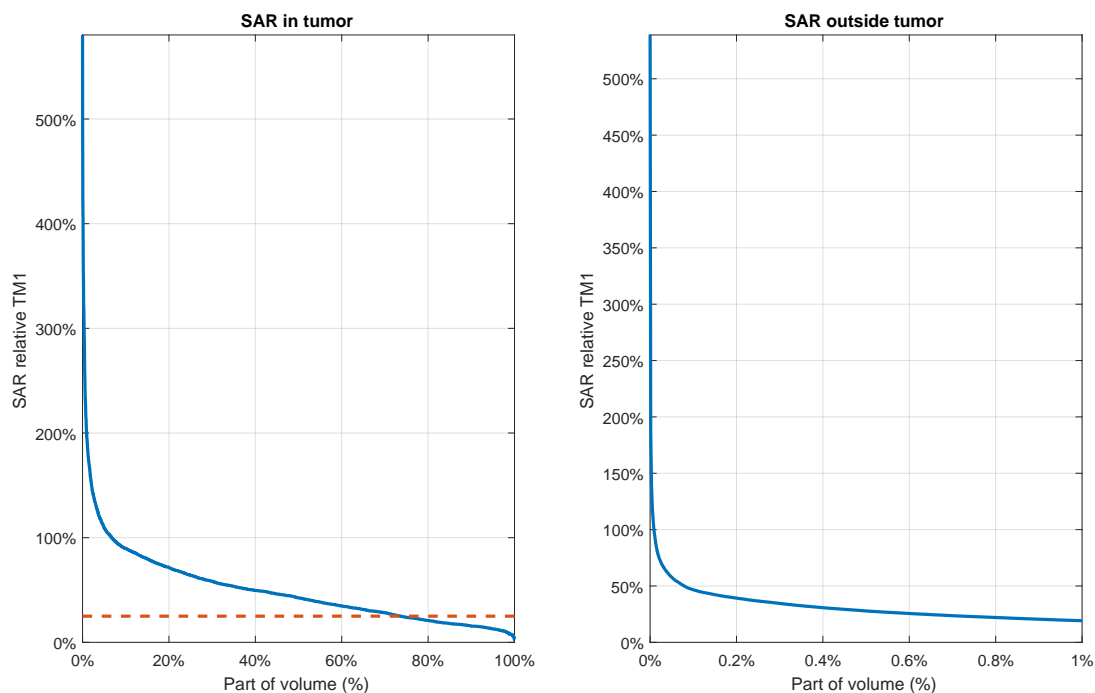 SAR in tumor
500%
400%
300%
200%
100%
0%
SAR relative TM1
0% 20% 40% 60% 80% 100%
Part of volume (%)
SAR outside tumor
500%
450%
400%
350%
300%
250%
200%
150%
100%
50%
0%
SAR relative TM1
0% 0.2% 0.4% 0.6% 0.8% 1%
Part of volume (%)